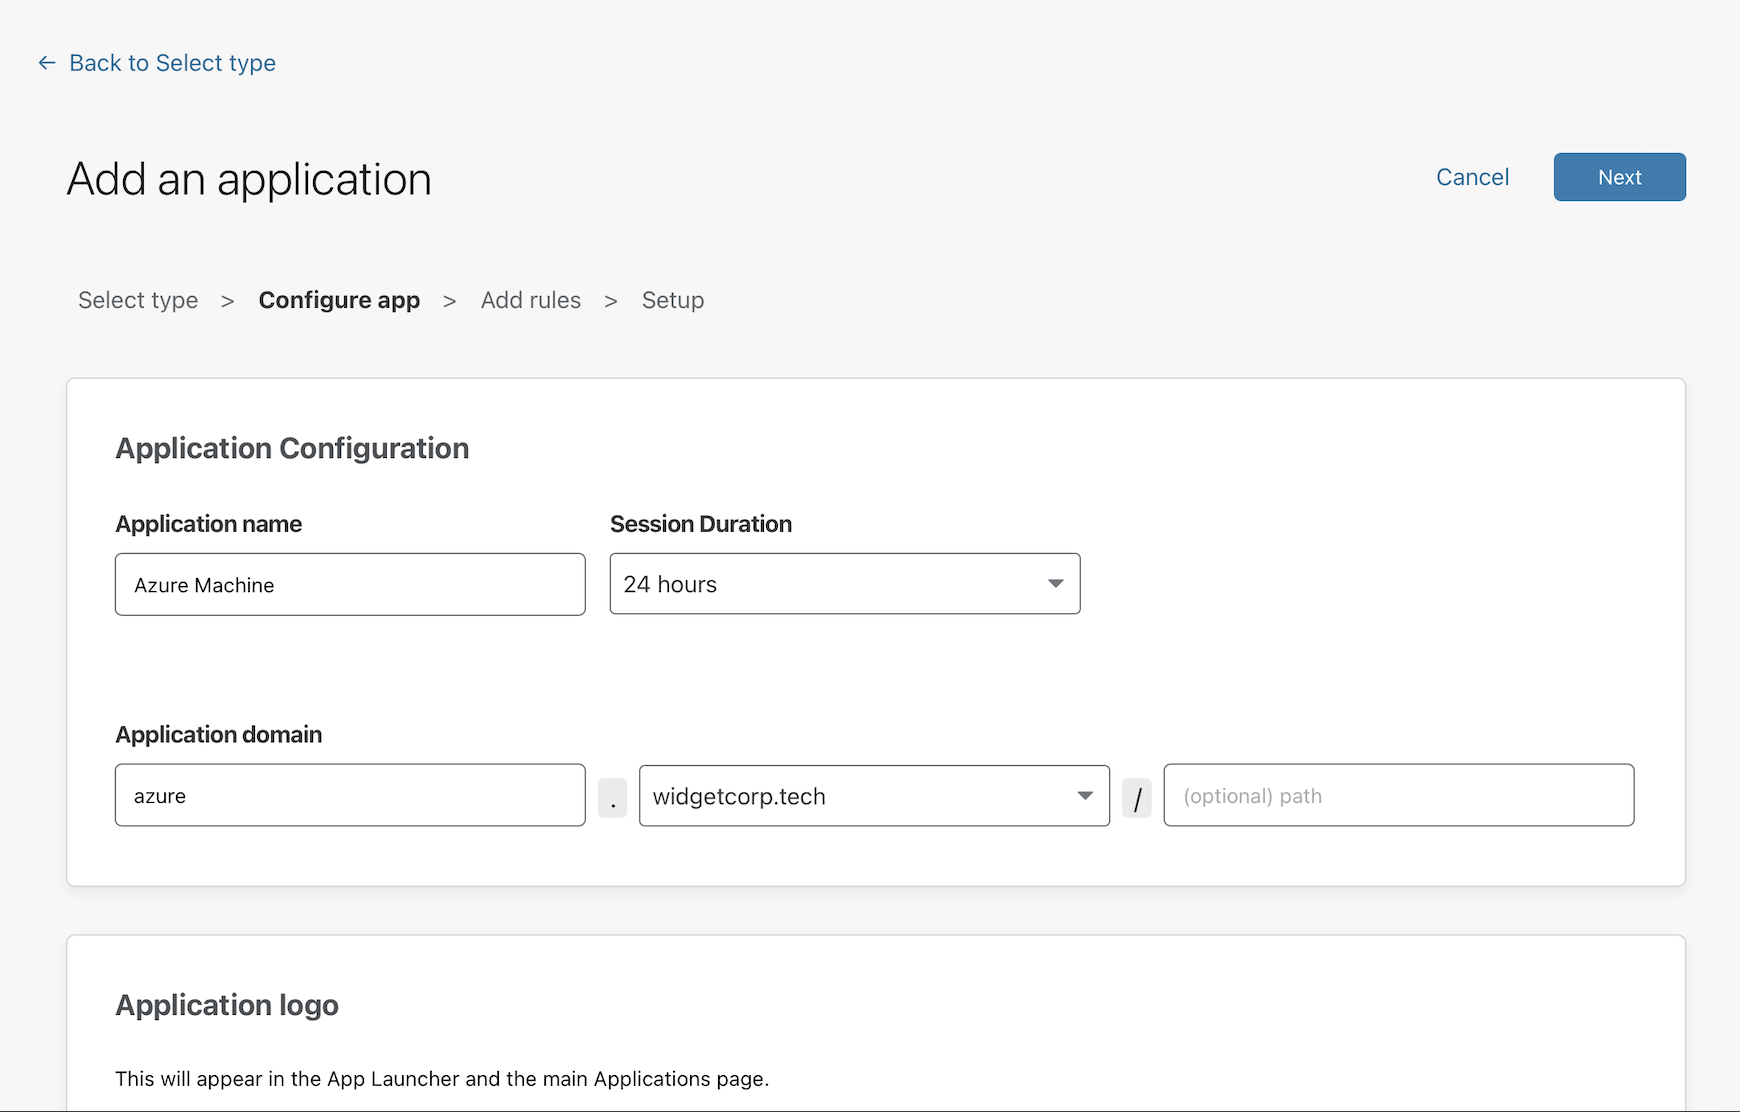 ← Back to Select type
Add an application
Cancel
Next
Select type > Configure app > Add rules > Setup
Application Configuration
Application name
Session Duration
Azure Machine
24 hours
Application domain
azure . widgetcorp.tech / (optional) path
Application logo
This will appear in the App Launcher and the main Applications page.